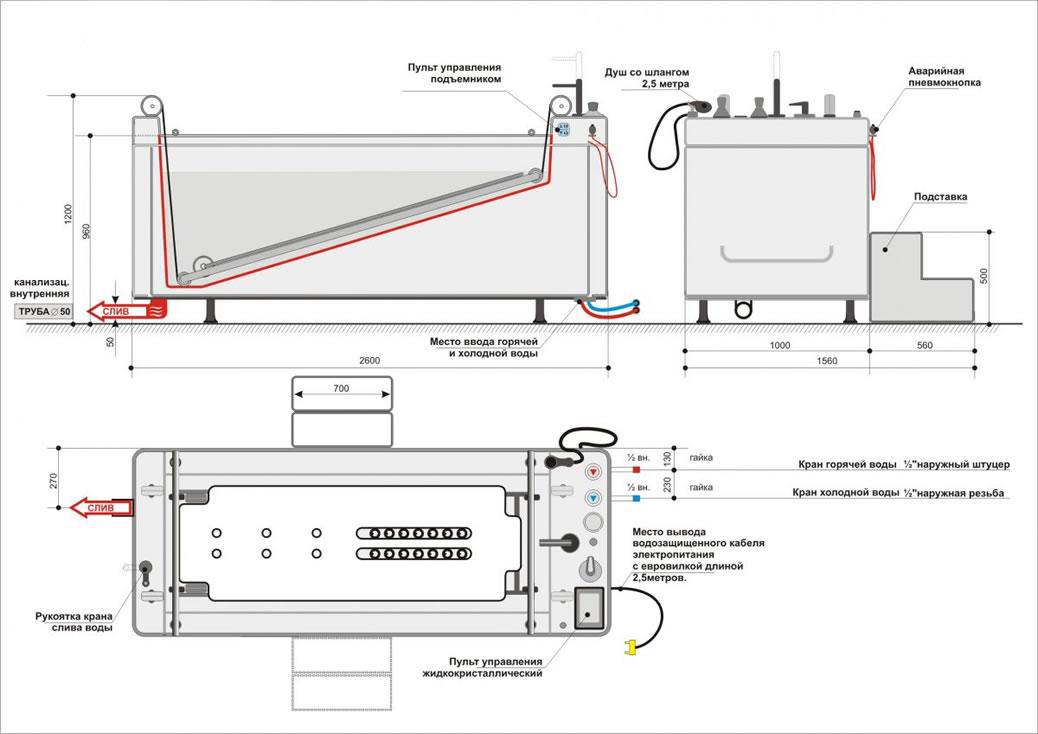 Пульт управления
подъемником
Душ со шлангом
2,5 метра
Аварийная
пневмокнопка
Подставка
1200
960
500
канализац.
внутренняя
ТРУБА ∅ 50
СЛИВ
50
Место ввода горячей
и холодной воды
2600
1000
560
1560
700
270
СЛИВ
½ вн.
130
гайка
Кран горячей воды ½"наружный штуцер
½ вн.
230
гайка
Кран холодной воды ½"наружная резьба
Место вывода
водозащищенного кабеля
электропитания
с евровилкой длиной
2,5метров.
Рукоятка крана
слива воды
Пульт управления
жидкокристаллический